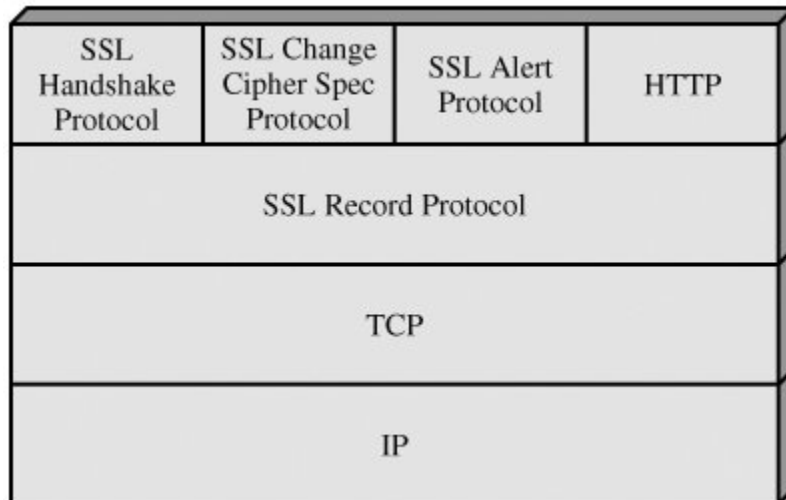 SSL
Handshake
Protocol
SSL Change
Cipher Spec
Protocol
SSL Alert
Protocol
HTTP
SSL Record Protocol
TCP
IP